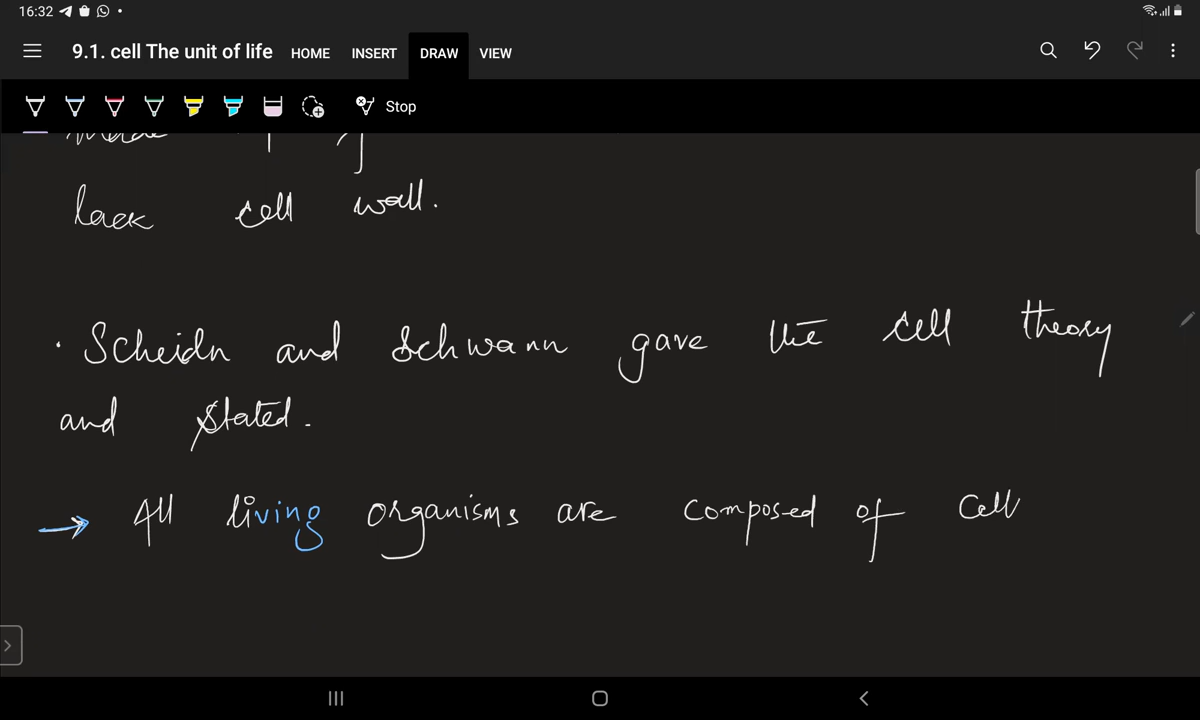 16:32
9.1. cell The unit of life HOME INSERT DRAW VIEW
Stop
lack cell wall.
. Scheidn and Schwann gave the cell theory
and stated.
→ All living organisms are composed of Cell